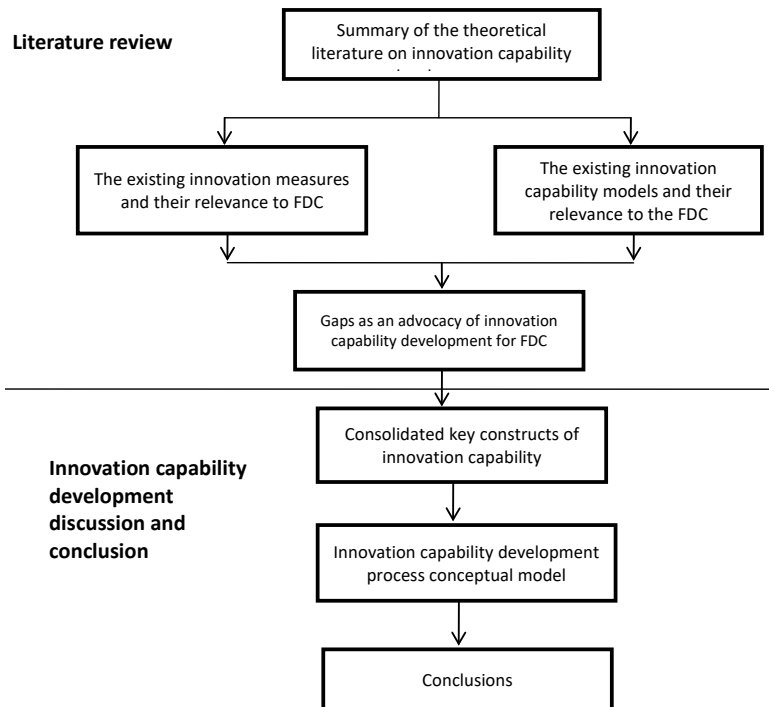 Literature review
Summary of the theoretical
literature on innovation capability
The existing innovation measures
and their relevance to FDC
The existing innovation
capability models and their
relevance to the FDC
Gaps as an advocacy of innovation
capability development for FDC
Consolidated key constructs of
innovation capability
Innovation capability
development
discussion and
conclusion
Innovation capability development
process conceptual model
Conclusions